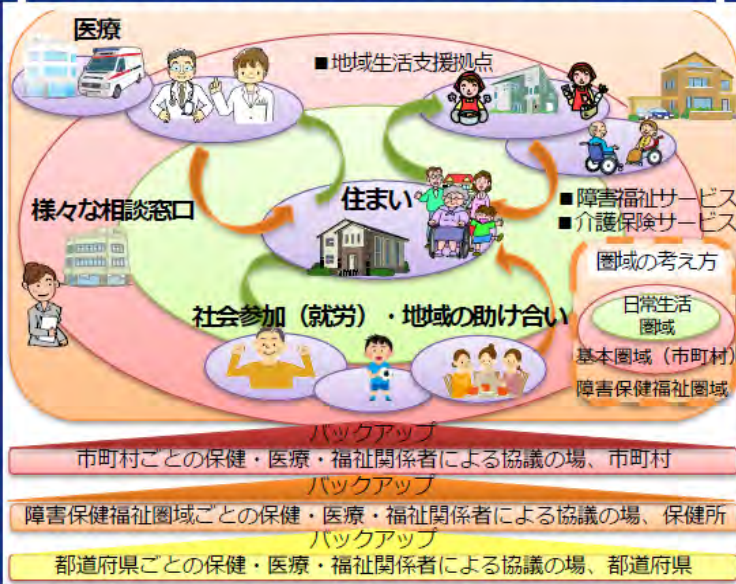 医療
■地域生活支援拠点
様々な相談窓口
住まい
■障害福祉サービス
■介護保険サービス
圏域の考え方
日常生活
圏域
基本圏域（市町村）
障害保健福祉圏域
社会参加（就労）・地域の助け合い
バックアップ
市町村ごとの保健・医療・福祉関係者による協議の場、市町村
バックアップ
障害保健福祉圏域ごとの保健・医療・福祉関係者による協議の場、保健所
バックアップ
都道府県ごとの保健・医療・福祉関係者による協議の場、都道府県